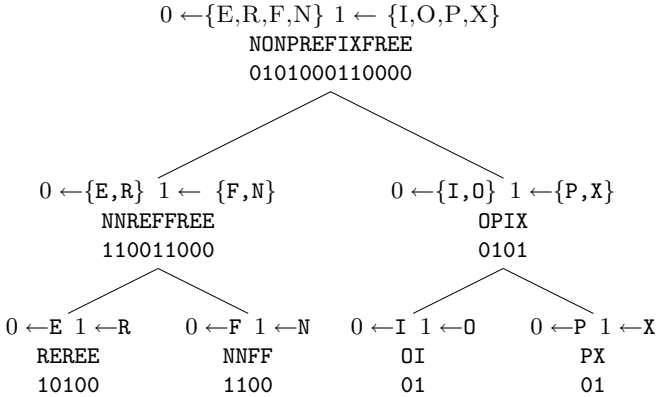 0 ←{E,R,F,N} 1 ← {I,O,P,X}
NONPREFIXFREE
0101000110000
0 ←{E,R} 1 ← {F,N}
NNREFFREE
110011000
0 ←{I,O} 1 ←{P,X}
OPIX
0101
0 ←E 1 ←R
REREE
10100
0 ←F 1 ←N
NNFF
1100
0 ←I 1 ←O
OI
01
0 ←P 1 ←X
PX
01